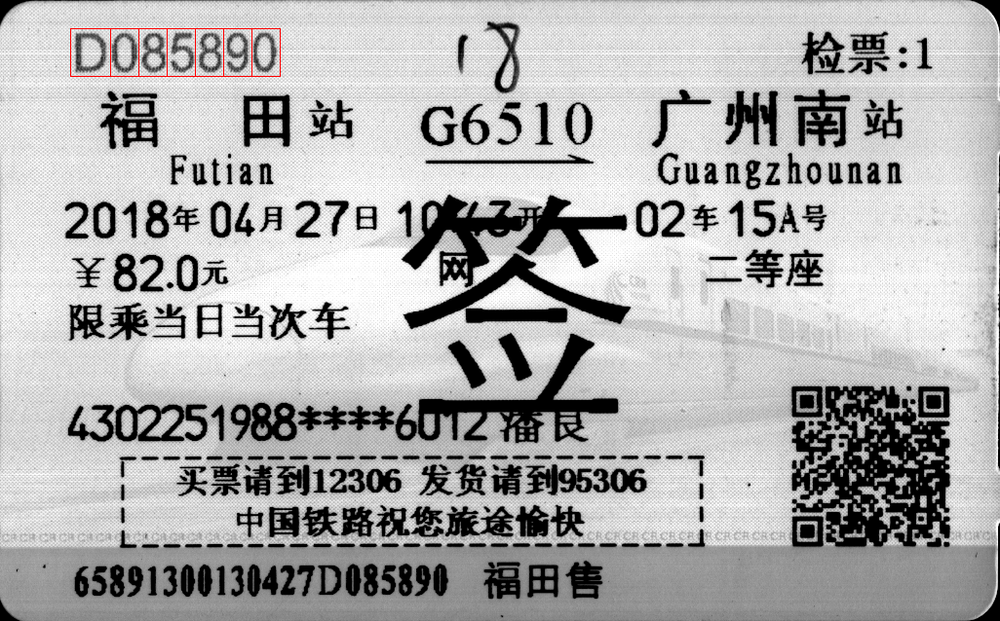 D085890
18
检票:1
福田站 G6510 广州南站
Futian Guangzhounan
2018年04月27日 10:43开 02车15A号
¥82.0元 网 二等座
限乘当日当次车
签
4302251988****6012 潘良
买票请到12306 发货请到95306
中国铁路祝您旅途愉快
65891300130427D085890 福田售